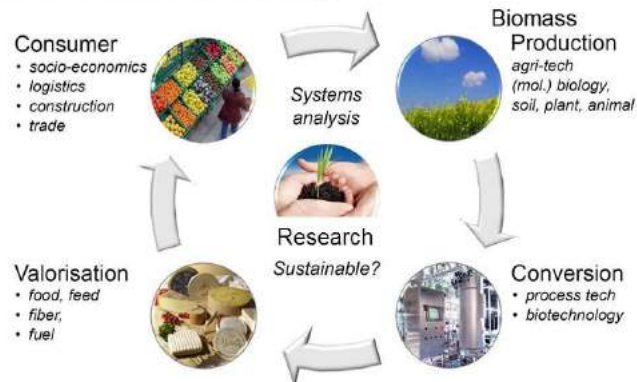 Consumer
• socio-economics
• logistics
• construction
• trade
Systems
analysis
Biomass
Production
agri-tech
(mol.) biology,
soil, plant, animal
Research
Sustainable?
Valorisation
• food, feed
• fiber,
• fuel
Conversion
• process tech
• biotechnology